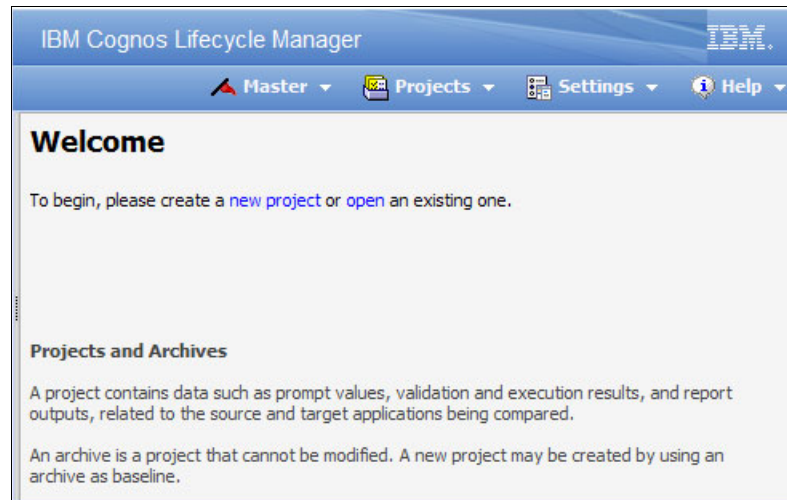 IBM Cognos Lifecycle Manager
IBM.
Master Projects Settings Help
Welcome
To begin, please create a new project or open an existing one.
Projects and Archives
A project contains data such as prompt values, validation and execution results, and report
outputs, related to the source and target applications being compared.
An archive is a project that cannot be modified. A new project may be created by using an
archive as baseline.